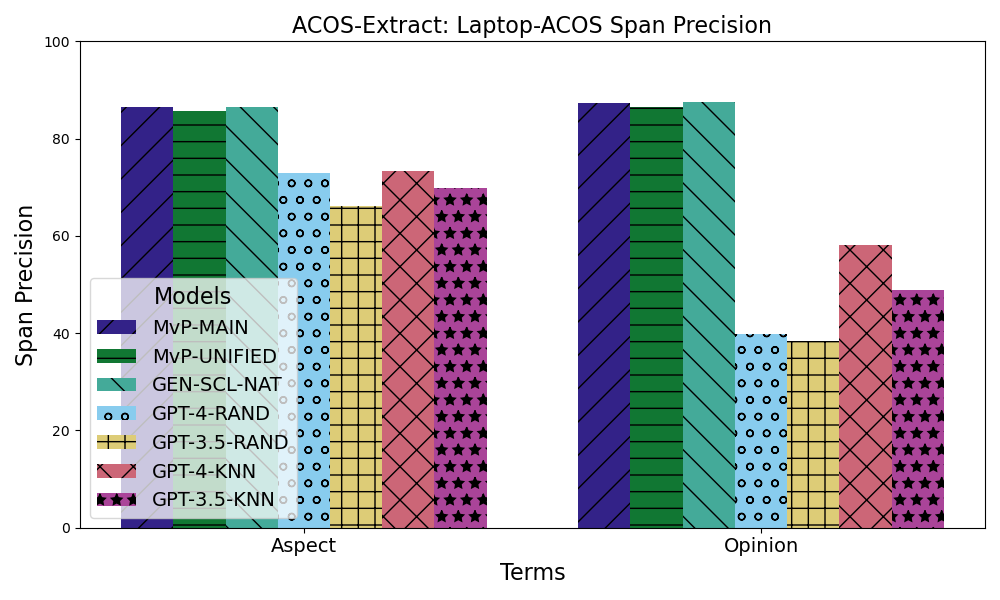 ACOS-Extract: Laptop-ACOS Span Precision
Span Precision
100
80
60
40
20
0
Models
MvP-MAIN
MvP-UNIFIED
GEN-SCL-NAT
GPT-4-RAND
GPT-3.5-RAND
GPT-4-KNN
GPT-3.5-KNN
Aspect
Opinion
Terms